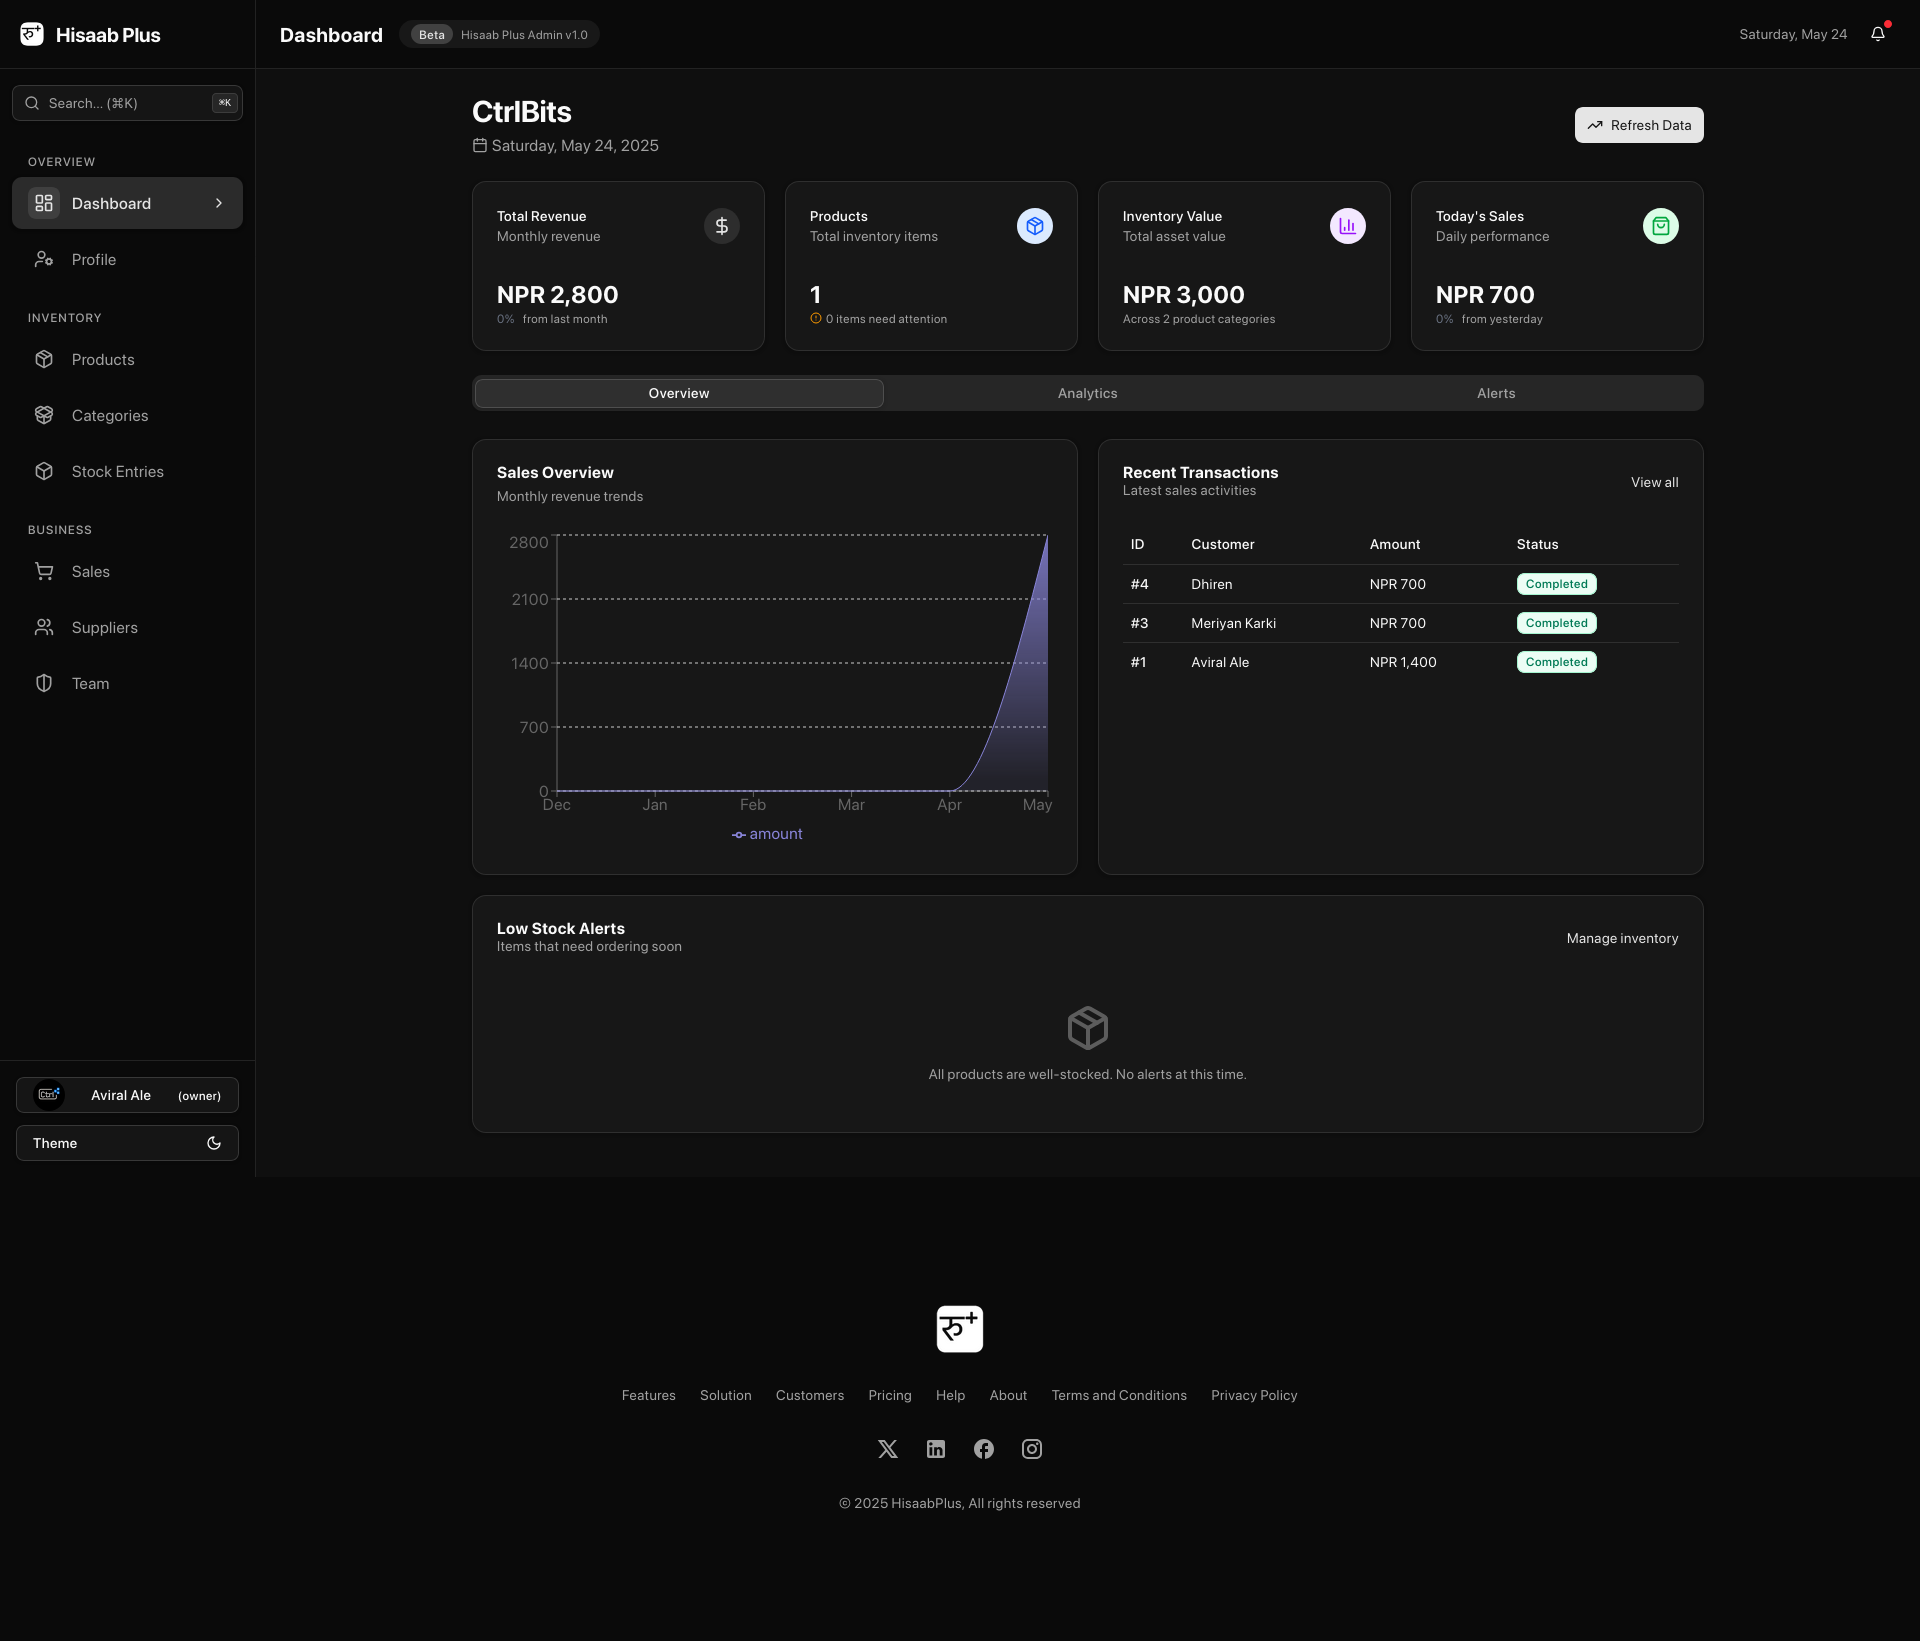 रु+ Hisaab Plus
Dashboard Beta Hisaab Plus Admin v1.0
Saturday, May 24
Search... (⌘K) ⌘K
OVERVIEW
Dashboard
Profile
INVENTORY
Products
Categories
Stock Entries
BUSINESS
Sales
Suppliers
Team
Ctrl Aviral Ale (owner)
Theme
CtrlBits
Saturday, May 24, 2025
Refresh Data
Total Revenue
Monthly revenue
NPR 2,800
0% from last month
Products
Total inventory items
1
0 items need attention
Inventory Value
Total asset value
NPR 3,000
Across 2 product categories
Today's Sales
Daily performance
NPR 700
0% from yesterday
Overview Analytics Alerts
Sales Overview
Monthly revenue trends
2800
2100
1400
700
0
Dec Jan Feb Mar Apr May
amount
Recent Transactions
Latest sales activities
View all
ID Customer Amount Status
#4 Dhiren NPR 700 Completed
#3 Meriyan Karki NPR 700 Completed
#1 Aviral Ale NPR 1,400 Completed
Low Stock Alerts
Items that need ordering soon
Manage inventory
All products are well-stocked. No alerts at this time.
रु+
Features Solution Customers Pricing Help About Terms and Conditions Privacy Policy
© 2025 HisaabPlus, All rights reserved